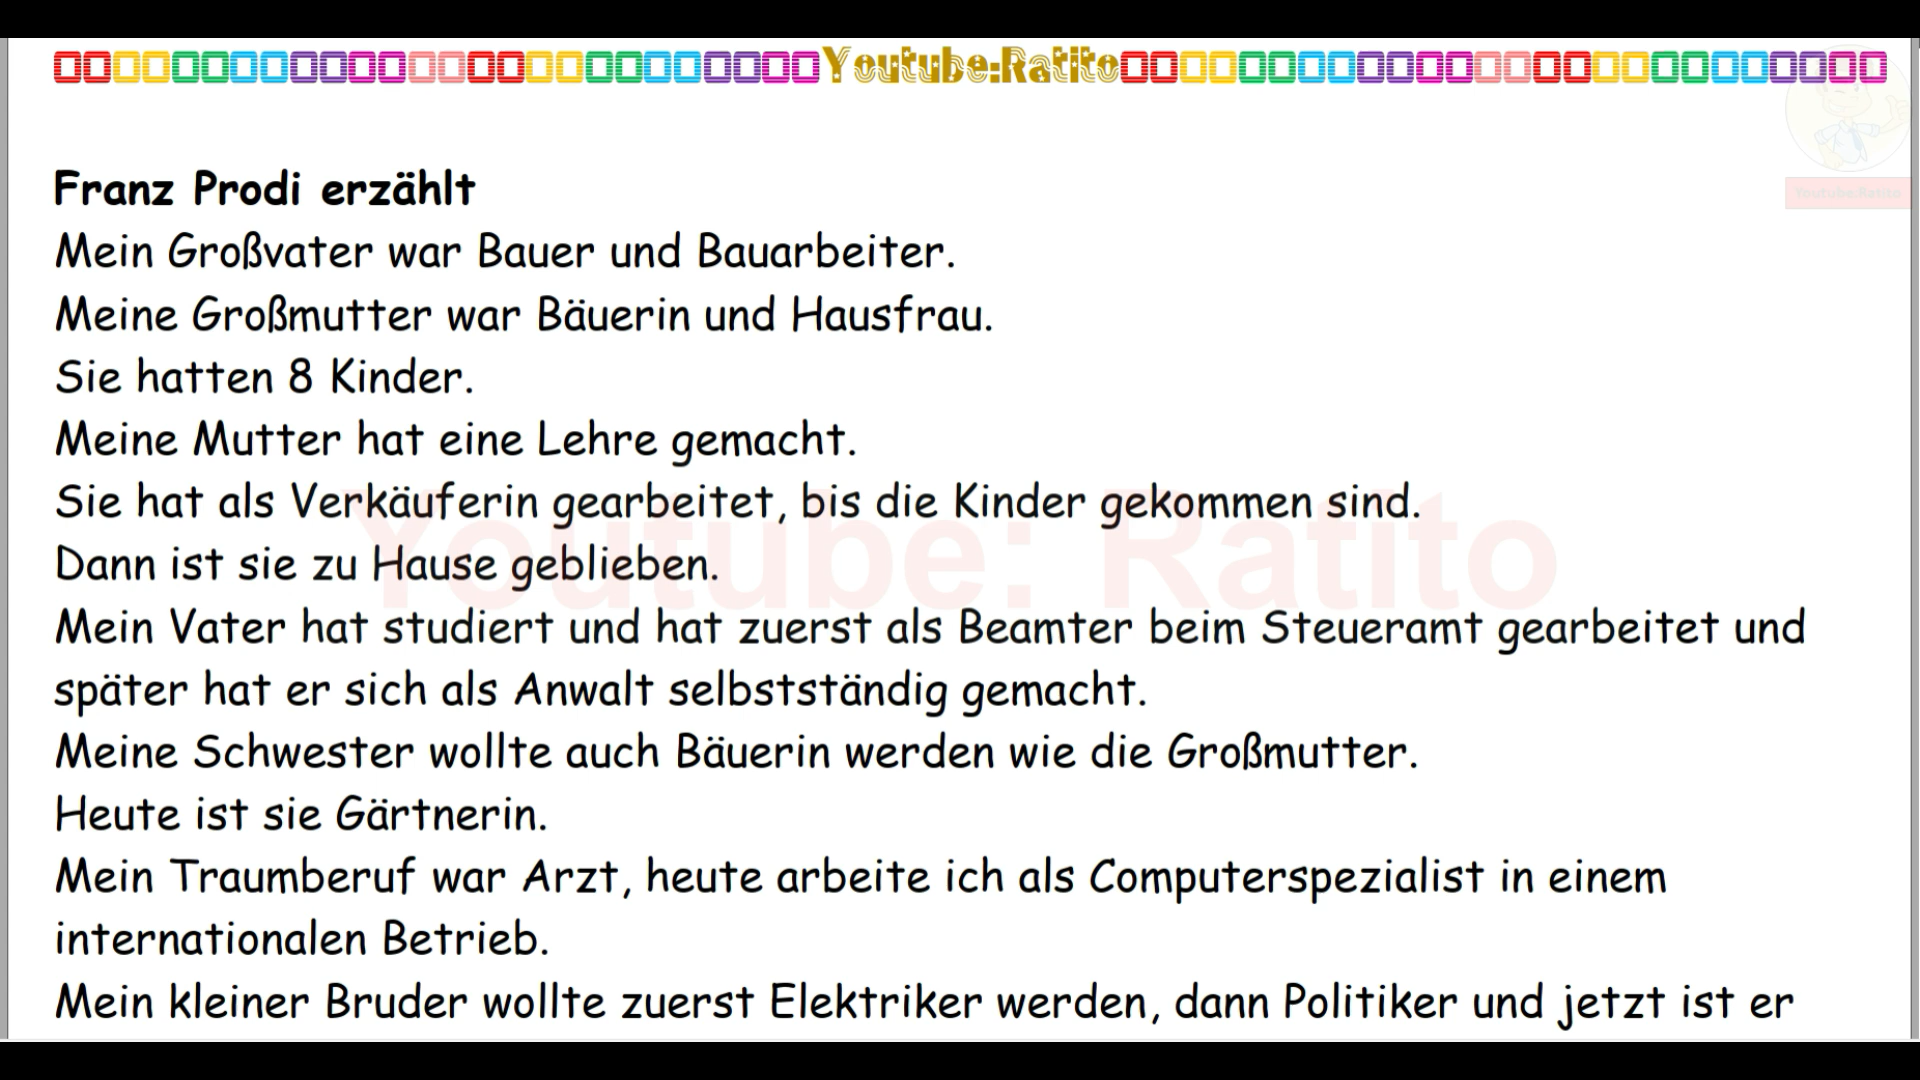 Youtube:Ratito
Youtube:Ratito
Franz Prodi erzählt
Mein Großvater war Bauer und Bauarbeiter.
Meine Großmutter war Bäuerin und Hausfrau.
Sie hatten 8 Kinder.
Meine Mutter hat eine Lehre gemacht.
Sie hat als Verkäuferin gearbeitet, bis die Kinder gekommen sind.
Youtube: Ratito
Dann ist sie zu Hause geblieben.
Mein Vater hat studiert und hat zuerst als Beamter beim Steueramt gearbeitet und
später hat er sich als Anwalt selbstständig gemacht.
Meine Schwester wollte auch Bäuerin werden wie die Großmutter.
Heute ist sie Gärtnerin.
Mein Traumberuf war Arzt, heute arbeite ich als Computerspezialist in einem
internationalen Betrieb.
Mein kleiner Bruder wollte zuerst Elektriker werden, dann Politiker und jetzt ist er